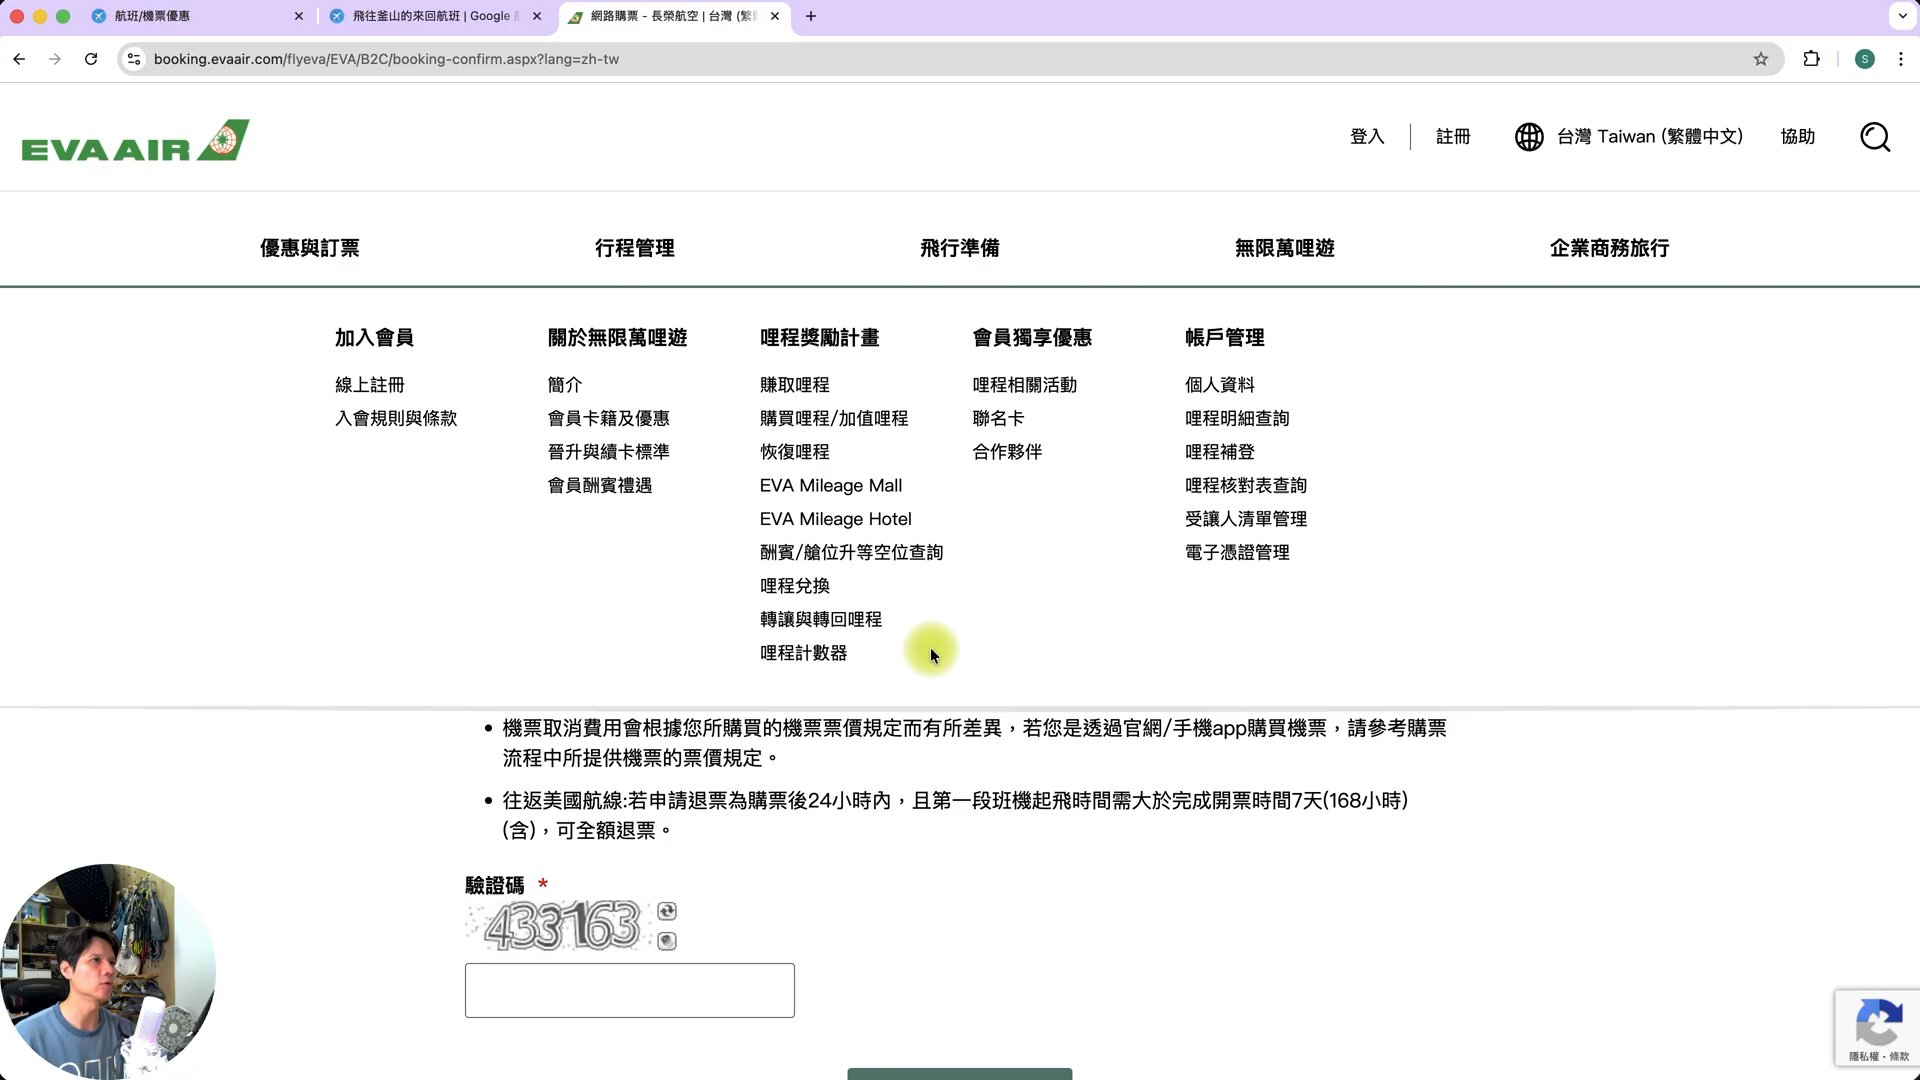 航班/機票優惠
飛往釜山的來回航班 | Google
網路購票 - 長榮航空 | 台灣 (繁
booking.evaair.com/flyeva/EVA/B2C/booking-confirm.aspx?lang=zh-tw
S
EVA AIR
登入
註冊
台灣 Taiwan (繁體中文)
協助
優惠與訂票
行程管理
飛行準備
無限萬哩遊
企業商務旅行
加入會員
線上註冊
入會規則與條款
關於無限萬哩遊
簡介
會員卡籍及優惠
晉升與續卡標準
會員酬賓禮遇
哩程獎勵計畫
賺取哩程
購買哩程/加值哩程
恢復哩程
EVA Mileage Mall
EVA Mileage Hotel
酬賓/艙位升等空位查詢
哩程兌換
轉讓與轉回哩程
哩程計數器
會員獨享優惠
哩程相關活動
聯名卡
合作夥伴
帳戶管理
個人資料
哩程明細查詢
哩程補登
哩程核對表查詢
受讓人清單管理
電子憑證管理
• 機票取消費用會根據您所購買的機票票價規定而有所差異，若您是透過官網/手機app購買機票，請參考購票
流程中所提供機票的票價規定。
• 往返美國航線:若申請退票為購票後24小時內，且第一段班機起飛時間需大於完成開票時間7天(168小時)
(含)，可全額退票。
驗證碼 *
433163
隱私權 - 條款